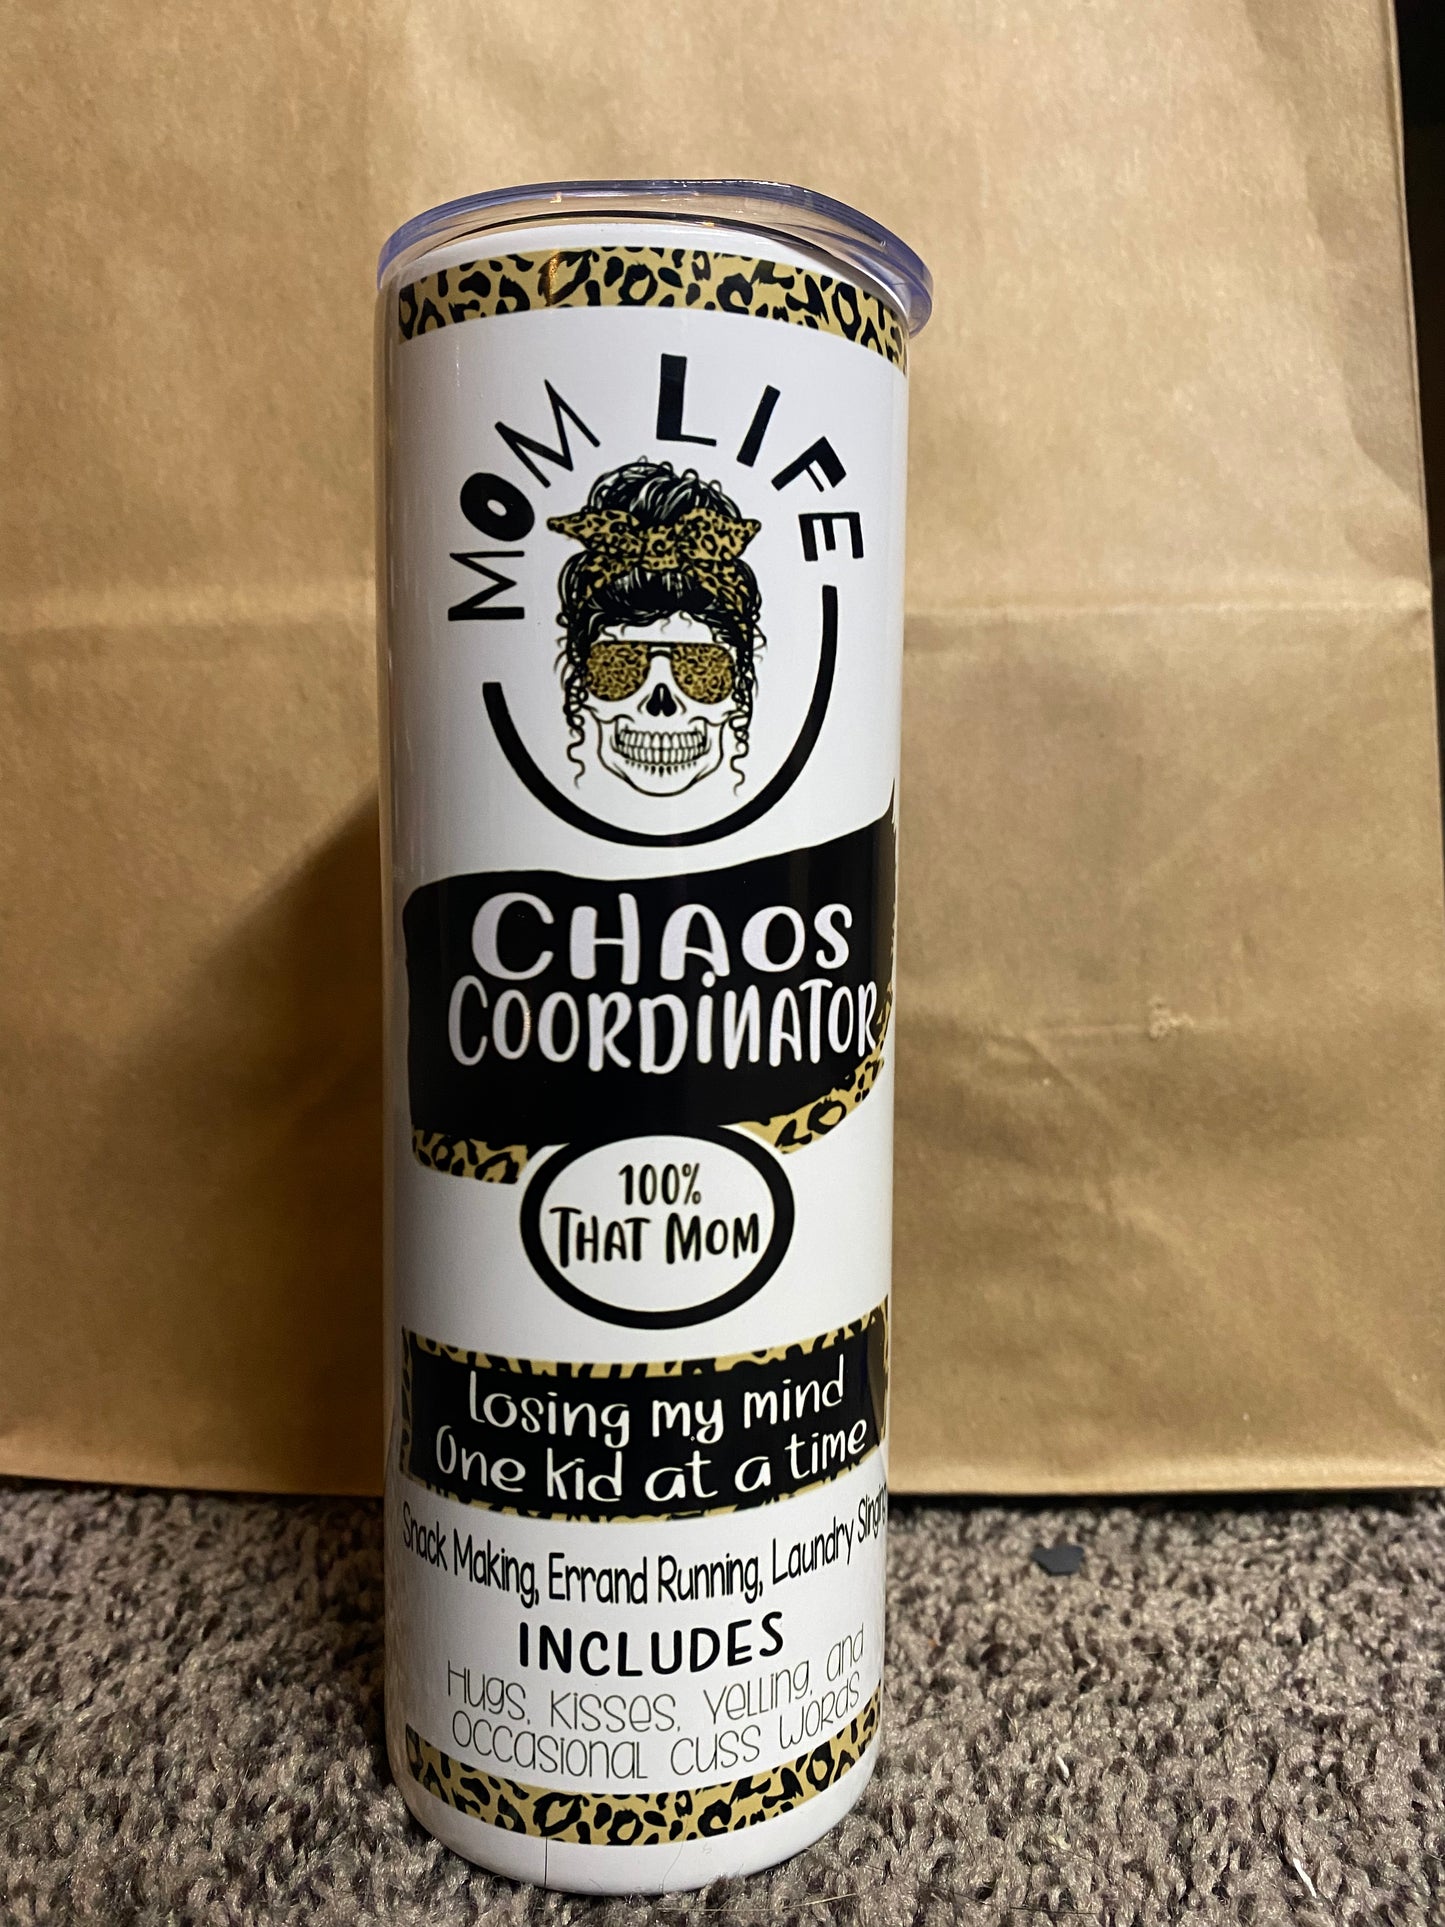 MOM LIFE
CHAOS
COORDINATOR
100%
THAT MOM
Losing my mind
One kid at a time
Snack Making, Errand Running, Laundry Slinging
INCLUDES
Hugs, Kisses, Yelling, and
Occasional Cuss Words